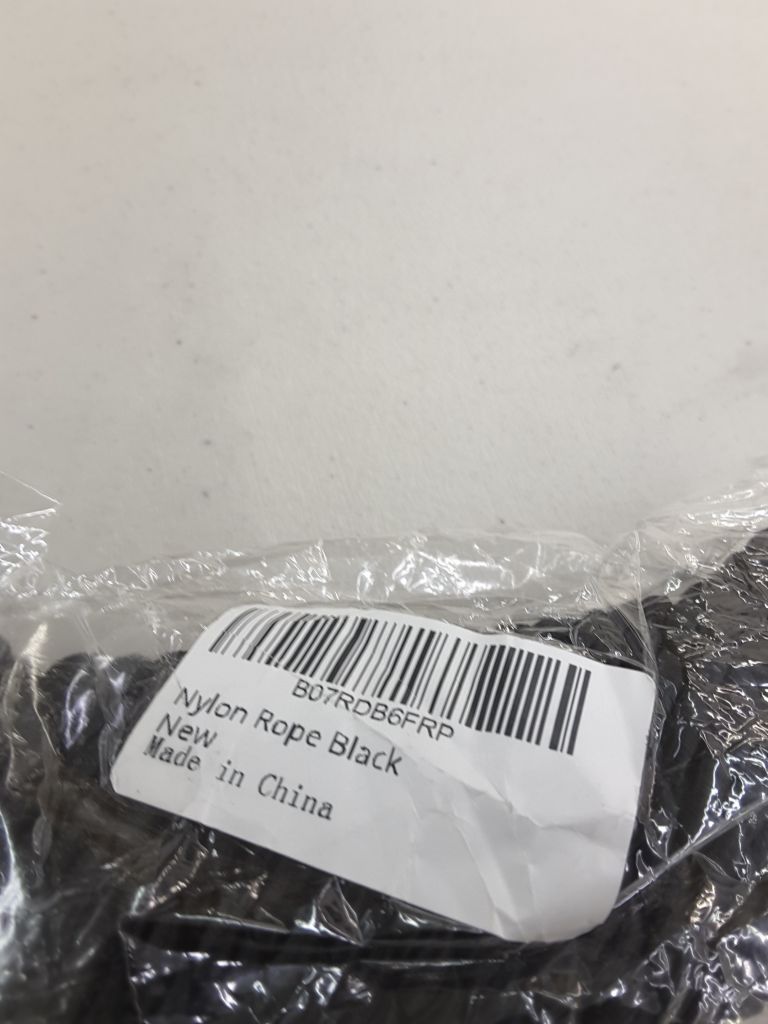 B07RDB6FRP
Nylon Rope Black
New
Made in China